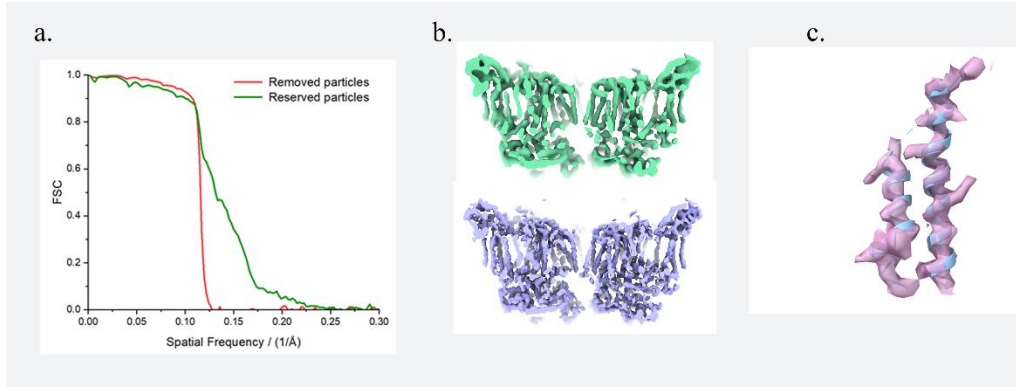 a.
b.
c.
Removed particles
Reserved particles
FSC
1.0
0.8
0.6
0.4
0.2
0.0
0.00 0.05 0.10 0.15 0.20 0.25 0.30
Spatial Frequency / (1/Å)